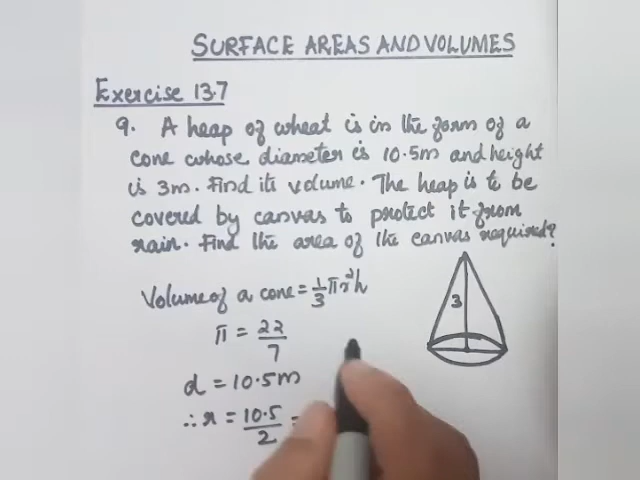 SURFACE AREAS AND VOLUMES
Exercise 13.7
9. A heap of wheat is in the form of a
cone whose diameter is 10.5m and height
is 3m. Find its volume. The heap is to be
covered by canvas to protect it from
rain. Find the area of the canvas required?
Volume of a cone = 1/3 πr²h
3
π = 22/7
d = 10.5m
∴ r = 10.5/2 =